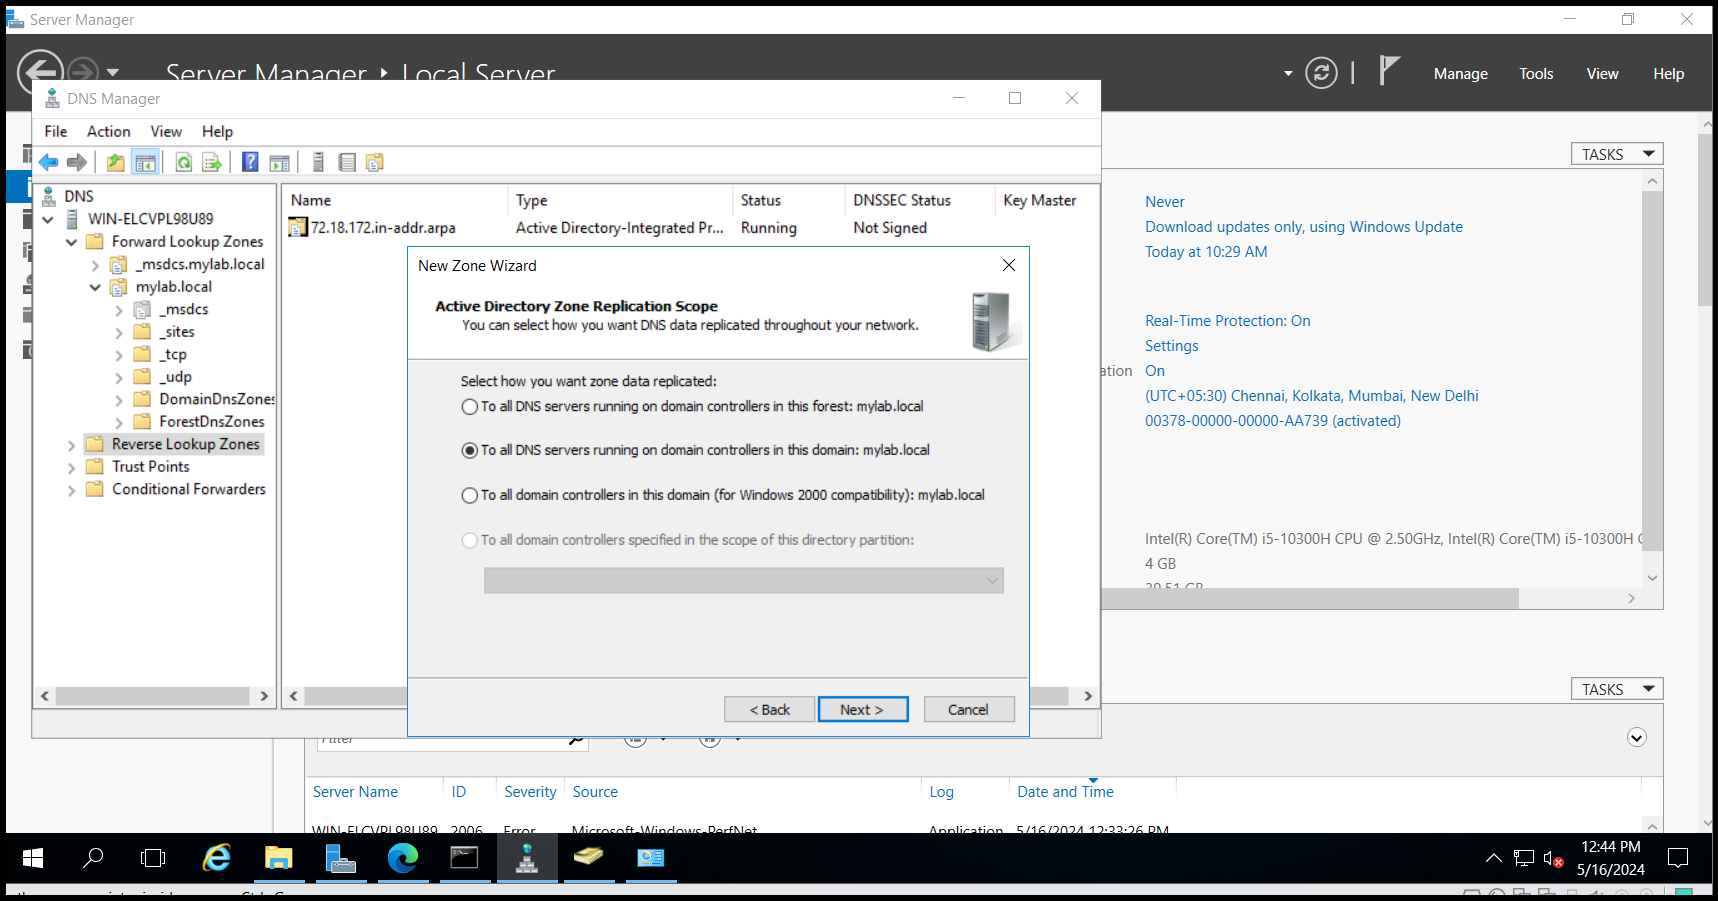 Server Manager
Server Manager ‣ Local Server
Manage Tools View Help
DNS Manager
File Action View Help
TASKS
DNS
WIN-ELCVPL98U89
Forward Lookup Zones
_msdcs.mylab.local
mylab.local
_msdcs
_sites
_tcp
_udp
DomainDnsZones
ForestDnsZones
Reverse Lookup Zones
Trust Points
Conditional Forwarders
Name Type Status DNSSEC Status Key Master
72.18.172.in-addr.arpa Active Directory-Integrated Pr... Running Not Signed
New Zone Wizard
Active Directory Zone Replication Scope
You can select how you want DNS data replicated throughout your network.
Select how you want zone data replicated:
To all DNS servers running on domain controllers in this forest: mylab.local
To all DNS servers running on domain controllers in this domain: mylab.local
To all domain controllers in this domain (for Windows 2000 compatibility): mylab.local
To all domain controllers specified in the scope of this directory partition:
< Back Next > Cancel
Never
Download updates only, using Windows Update
Today at 10:29 AM
Real-Time Protection: On
Settings
ation On
(UTC+05:30) Chennai, Kolkata, Mumbai, New Delhi
00378-00000-00000-AA739 (activated)
Intel(R) Core(TM) i5-10300H CPU @ 2.50GHz, Intel(R) Core(TM) i5-10300H
4 GB
39.51 GB
TASKS
Filter
Server Name ID Severity Source Log Date and Time
WIN-ELCVPL98U89 2006 Error Microsoft-Windows-PerfNet Application 5/16/2024 12:33:26 PM
12:44 PM
5/16/2024